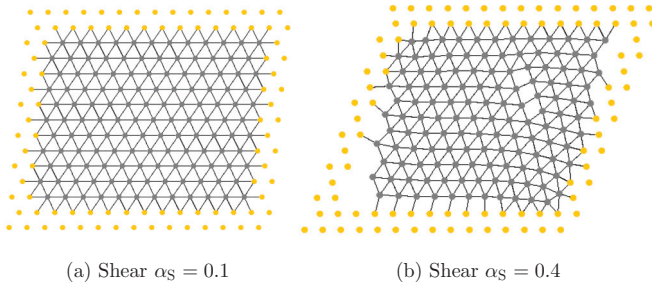 (a) Shear αS = 0.1
(b) Shear αS = 0.4